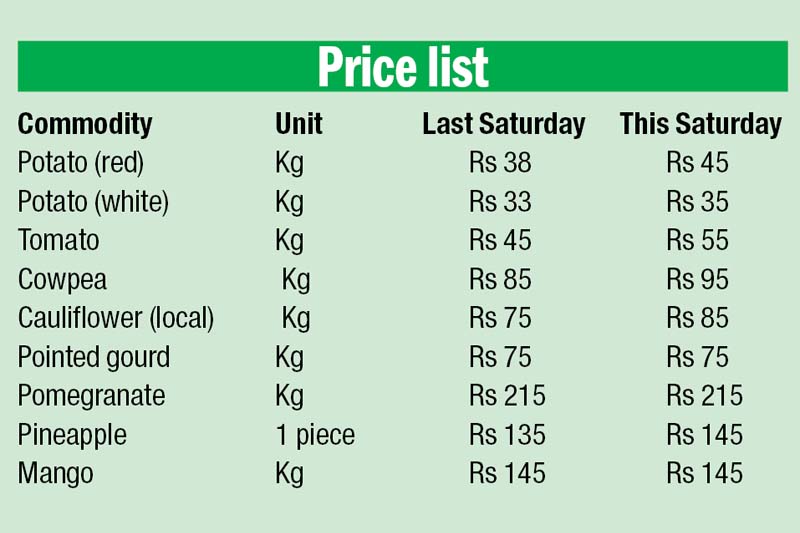 Price list
Commodity Unit Last Saturday This Saturday
Potato (red) Kg Rs 38 Rs 45
Potato (white) Kg Rs 33 Rs 35
Tomato Kg Rs 45 Rs 55
Cowpea Kg Rs 85 Rs 95
Cauliflower (local) Kg Rs 75 Rs 85
Pointed gourd Kg Rs 75 Rs 75
Pomegranate Kg Rs 215 Rs 215
Pineapple 1 piece Rs 135 Rs 145
Mango Kg Rs 145 Rs 145